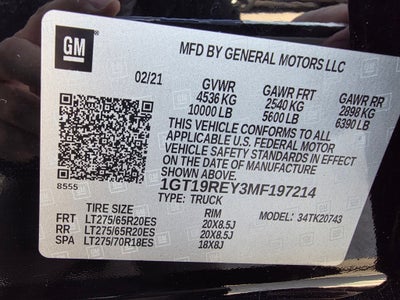 GM
MFD BY GENERAL MOTORS LLC
02/21 GVWR GAWR FRT GAWR RR
4536 KG 2540 KG 2898 KG
10000 LB 5600 LB 6390 LB
THIS VEHICLE CONFORMS TO ALL
APPLICABLE U.S. FEDERAL MOTOR
VEHICLE SAFETY STANDARDS IN EFFECT
ON THE DATE OF MANUFACTURE
SHOWN ABOVE.
8555
1GT19REY3MF197214
TYPE: TRUCK
TIRE SIZE RIM MODEL: 34TK20743
FRT LT275/65R20ES 20X8.5J
RR LT275/65R20ES 20X8.5J
SPA LT275/70R18ES 18X8J